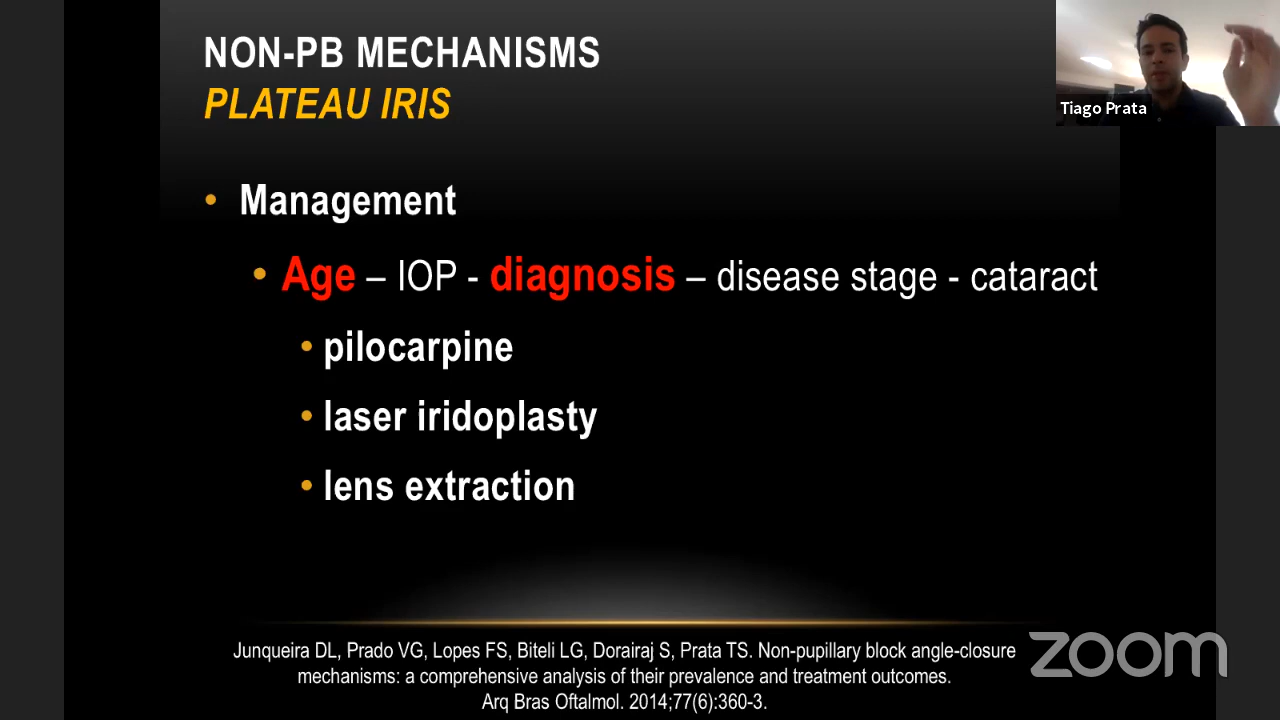 NON-PB MECHANISMS
PLATEAU IRIS
Tiago Prata
• Management
• Age – IOP - diagnosis – disease stage - cataract
• pilocarpine
• laser iridoplasty
• lens extraction
Junqueira DL, Prado VG, Lopes FS, Biteli LG, Dorairaj S, Prata TS. Non-pupillary block angle-closure
mechanisms: a comprehensive analysis of their prevalence and treatment outcomes.
Arq Bras Oftalmol. 2014;77(6):360-3.
zoom